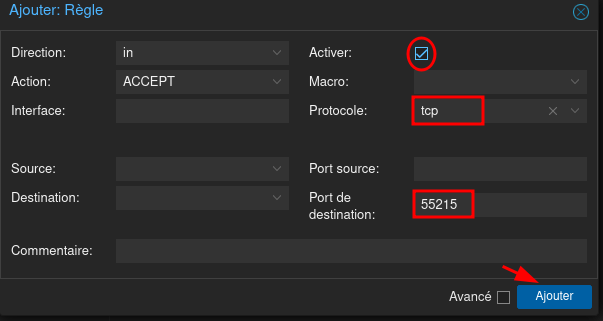 Ajouter: Règle
Direction: in Activer:
Action: ACCEPT Macro:
Interface: Protocole: tcp
Source: Port source:
Destination: Port de destination: 55215
Commentaire:
Avancé Ajouter